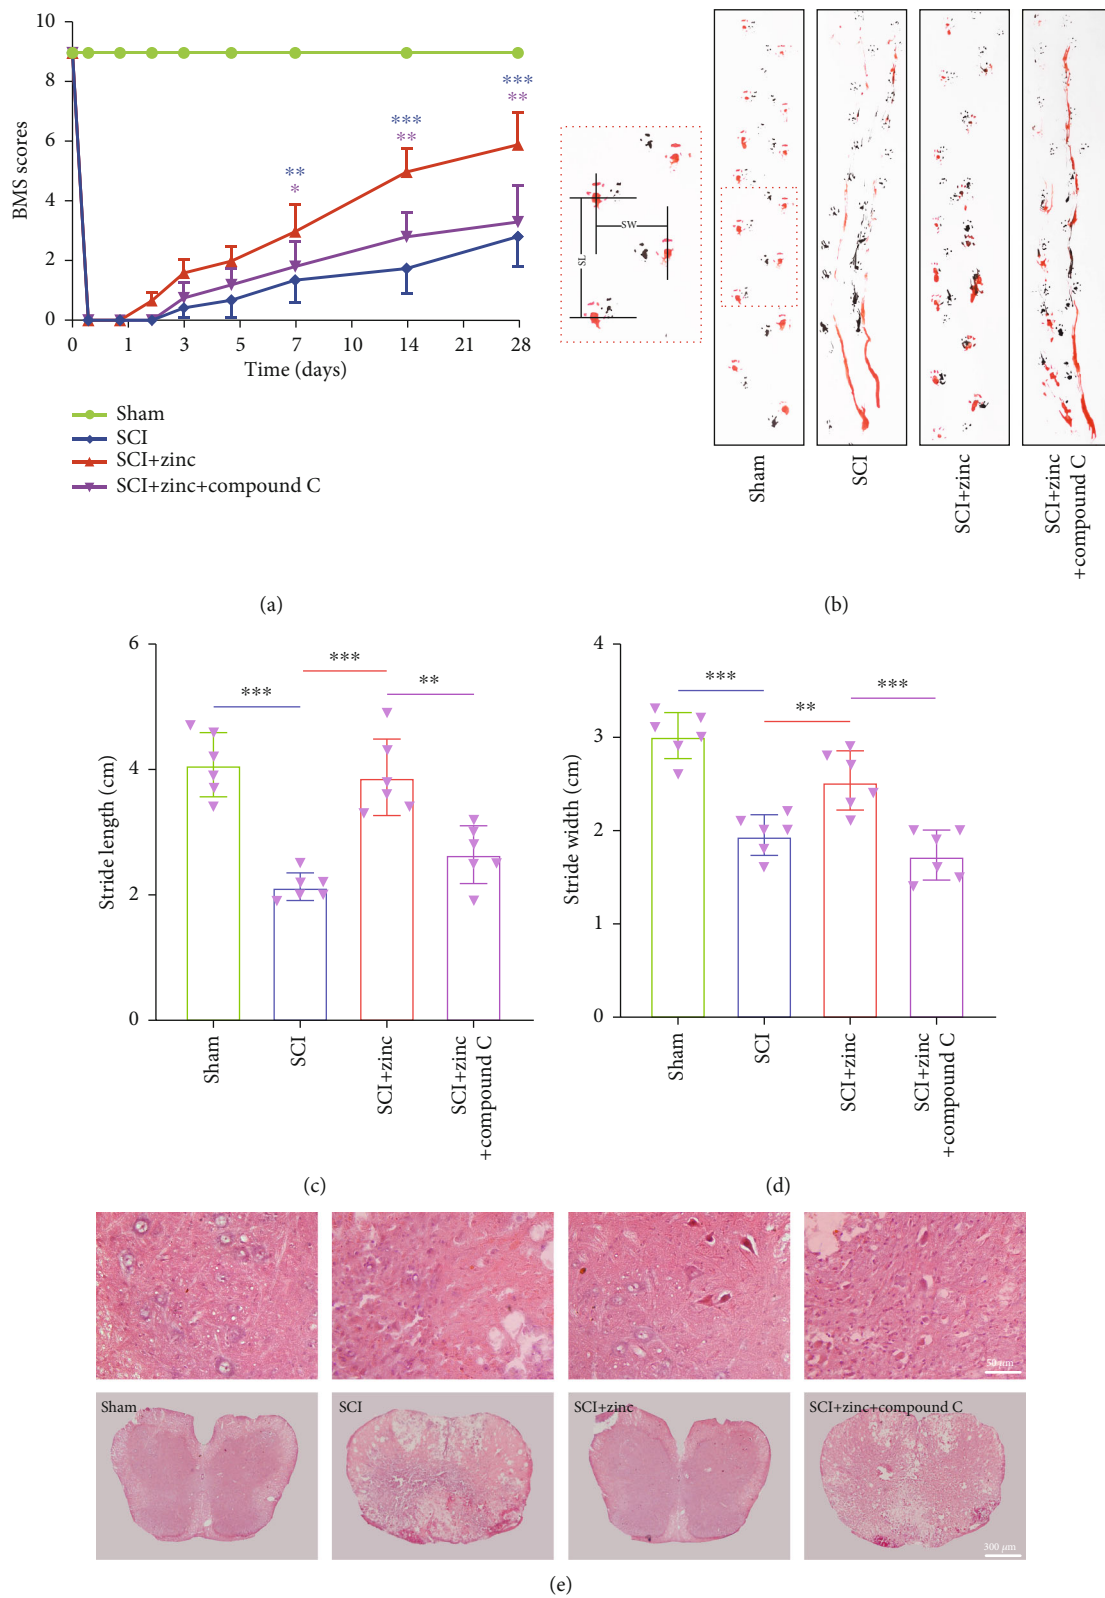 10
8
6
4
2
0
BMS scores
***
**
***
**
**
*
0
1
3
5
7
10
14
21
28
Time (days)
Sham
SCI
SCI+zinc
SCI+zinc+compound C
(a)
SL
SW
Sham
SCI
SCI+zinc
SCI+zinc
+compound C
(b)
6
4
2
0
Stride length (cm)
***
***
**
Sham
SCI
SCI+zinc
SCI+zinc
+compound C
(c)
4
3
2
1
0
Stride width (cm)
***
**
***
Sham
SCI
SCI+zinc
SCI+zinc
+compound C
(d)
50 μm
Sham
SCI
SCI+zinc
SCI+zinc+compound C
300 μm
(e)